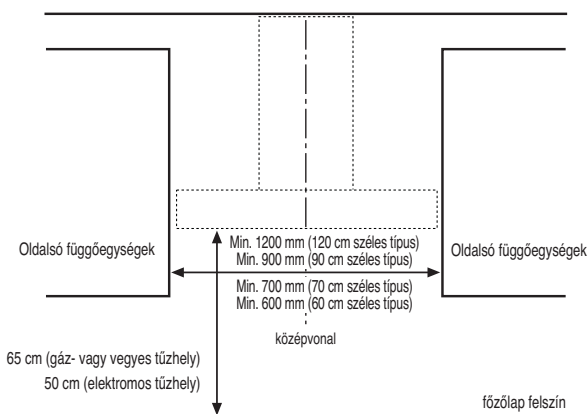 Oldalsó függőegységek
Min. 1200 mm (120 cm széles típus)
Min. 900 mm (90 cm széles típus)
Oldalsó függőegységek
Min. 700 mm (70 cm széles típus)
Min. 600 mm (60 cm széles típus)
középvonal
65 cm (gáz- vagy vegyes tűzhely)
50 cm (elektromos tűzhely)
főzőlap felszín